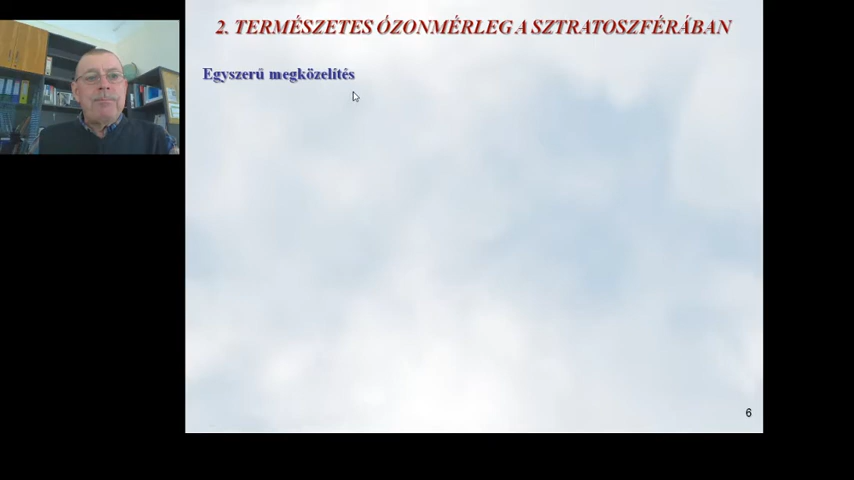 2. TERMÉSZETES ÓZONMÉRLEG A SZTRATOSZFÉRÁBAN
Egyszerű megközelítés
6